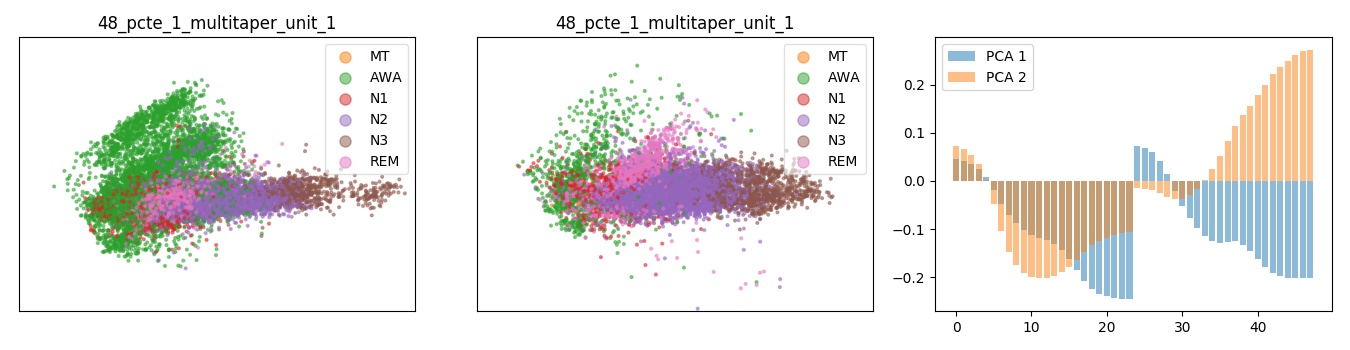 48_pcte_1_multitaper_unit_1
MT
AWA
N1
N2
N3
REM
48_pcte_1_multitaper_unit_1
MT
AWA
N1
N2
N3
REM
PCA 1
PCA 2
0.2
0.1
0.0
−0.1
−0.2
0 10 20 30 40